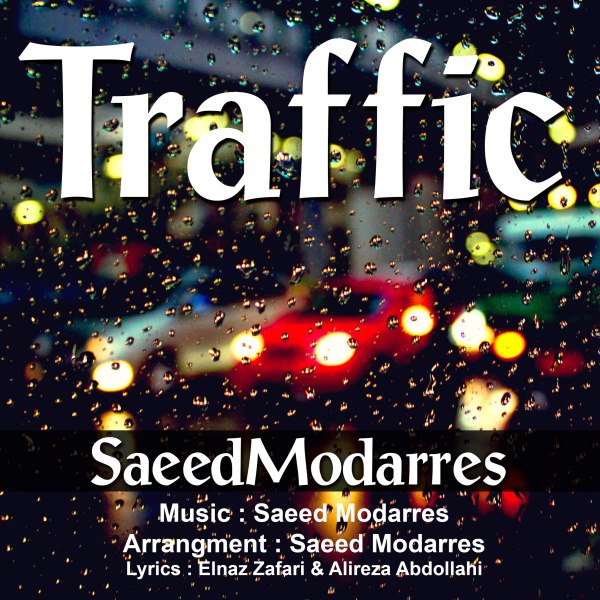 Traffic
SaeedModarres
Music : Saeed Modarres
Arrangment : Saeed Modarres
Lyrics : Elnaz Zafari & Alireza Abdollahi